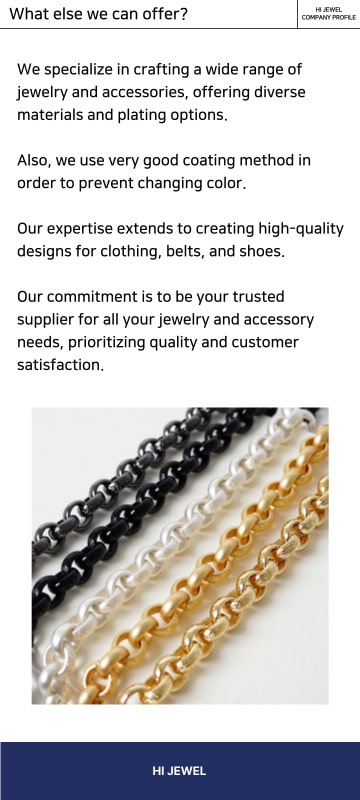 What else we can offer?
HI JEWEL
COMPANY PROFILE
We specialize in crafting a wide range of
jewelry and accessories, offering diverse
materials and plating options.
Also, we use very good coating method in
order to prevent changing color.
Our expertise extends to creating high-quality
designs for clothing, belts, and shoes.
Our commitment is to be your trusted
supplier for all your jewelry and accessory
needs, prioritizing quality and customer
satisfaction.
HI JEWEL